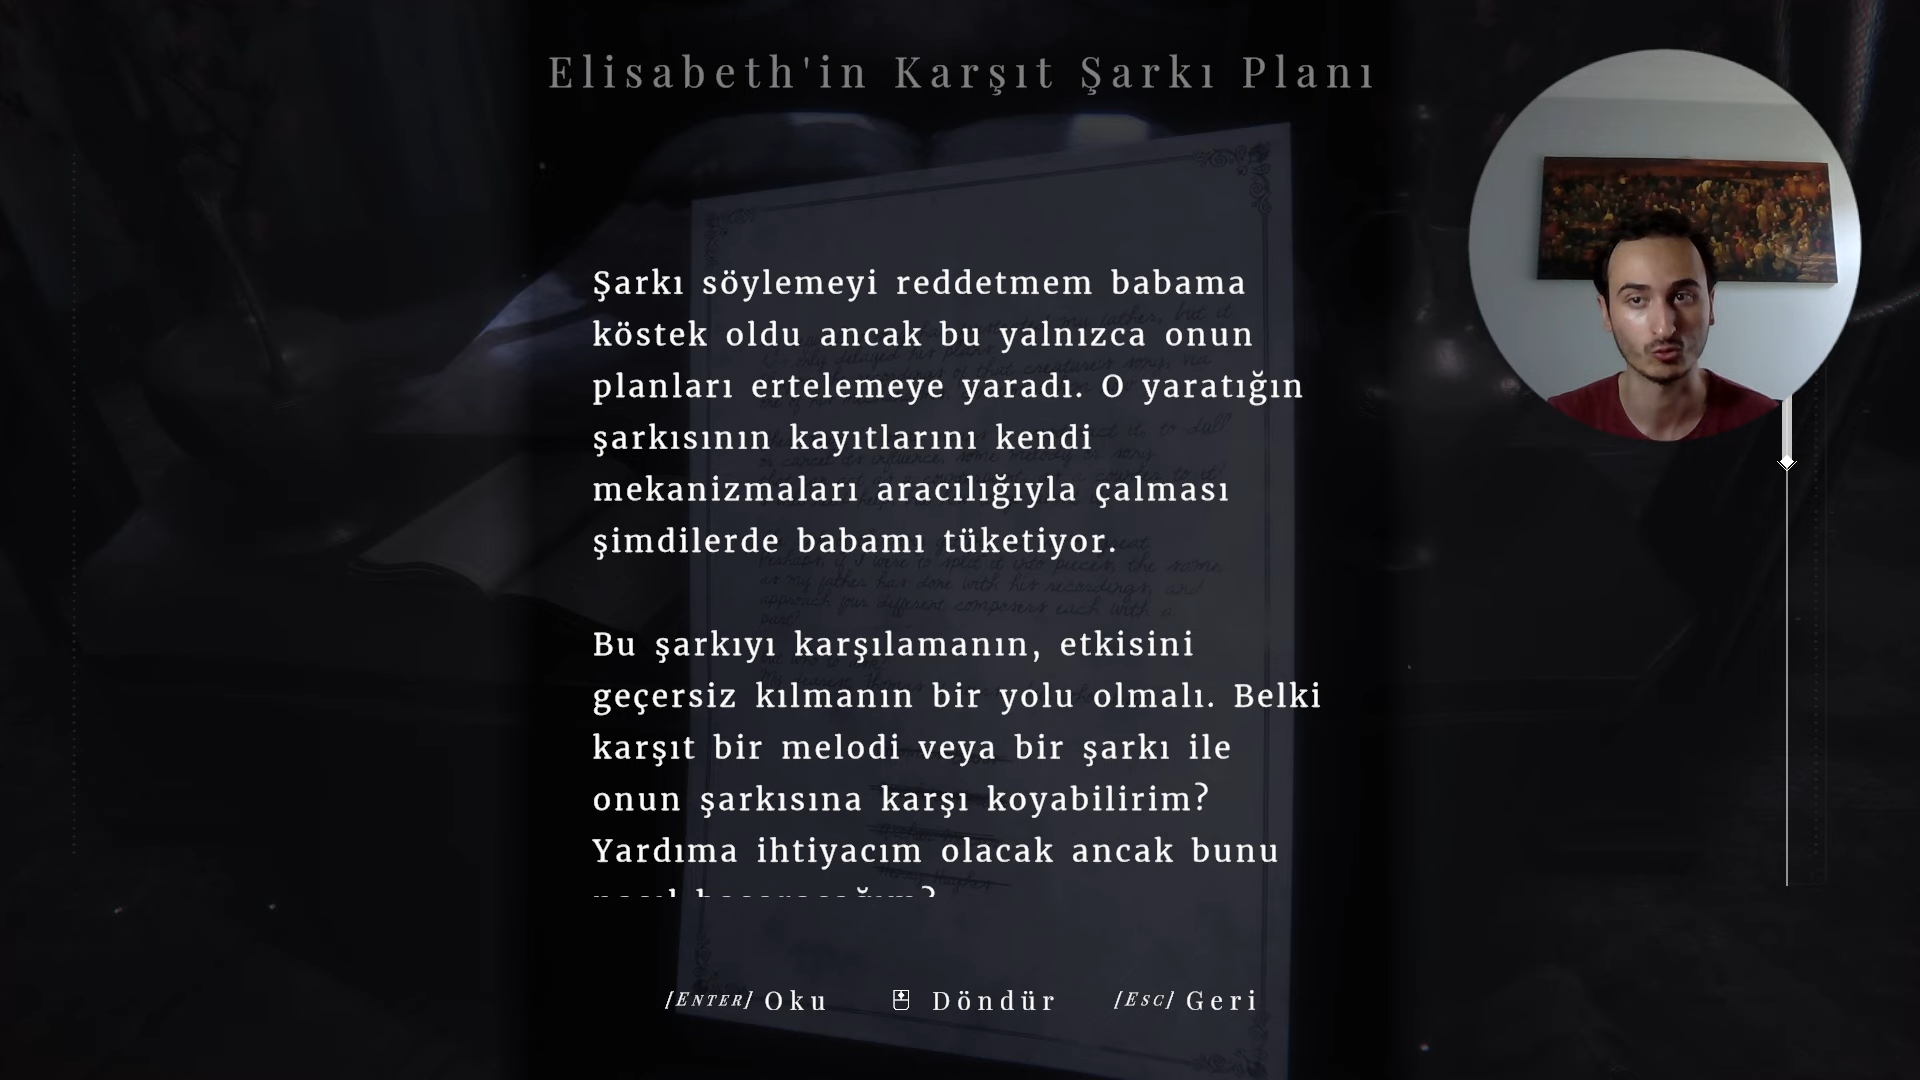 Elisabeth'in Karşıt Şarkı Planı
Şarkı söylemeyi reddetmem babama
köstek oldu ancak bu yalnızca onun
planları ertelemeye yaradı. O yaratığın
şarkısının kayıtlarını kendi
mekanizmaları aracılığıyla çalması
şimdilerde babamı tüketiyor.
Bu şarkıyı karşılamanın, etkisini
geçersiz kılmanın bir yolu olmalı. Belki
karşıt bir melodi veya bir şarkı ile
onun şarkısına karşı koyabilirim?
Yardıma ihtiyacım olacak ancak bunu
[ENTER] Oku Döndür [ESC] Geri